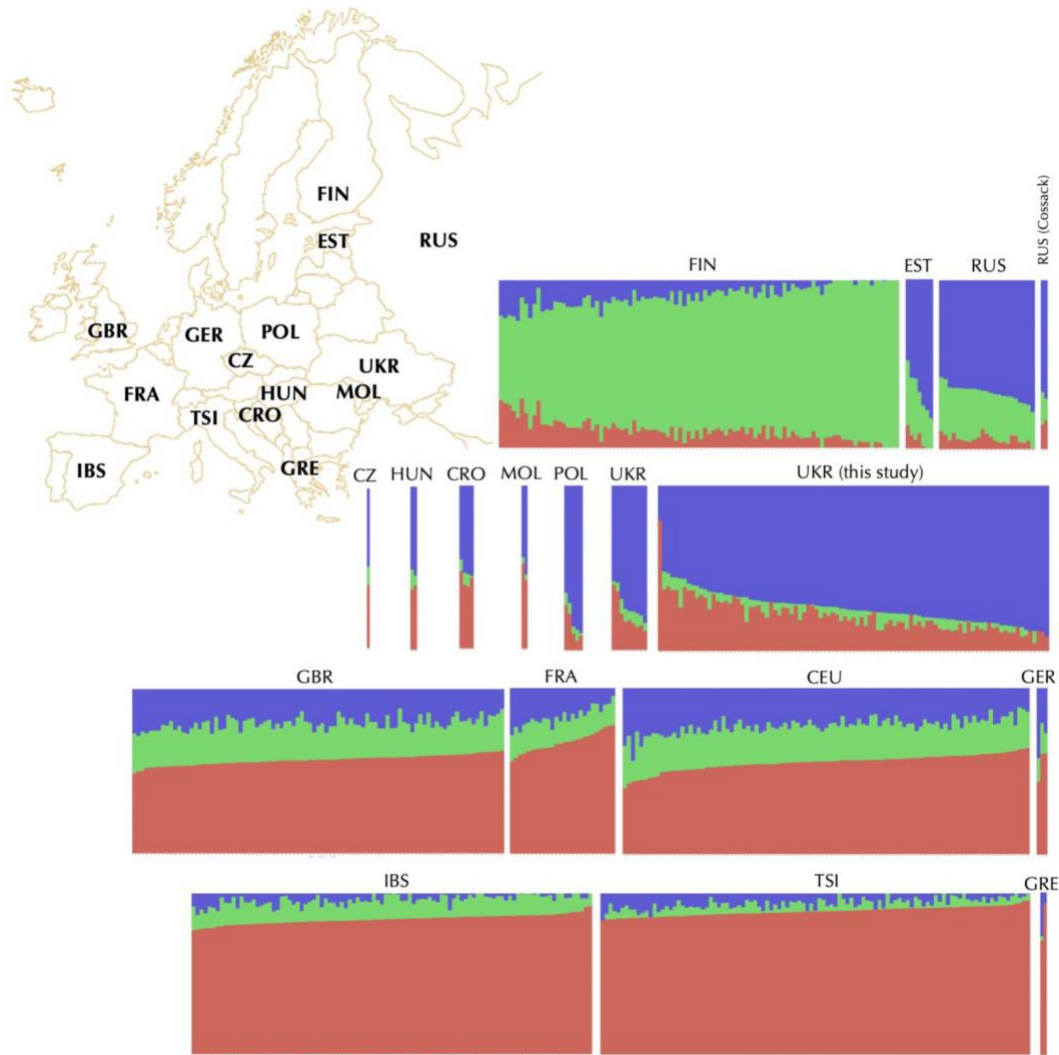 FIN
EST
RUS
RUS (Cossack)
GBR
GER
POL
CZ
UKR
FRA
HUN
MOL
TSI
CRO
IBS
GRE
FIN
EST
RUS
CZ
HUN
CRO
MOL
POL
UKR
UKR (this study)
GBR
FRA
CEU
GER
IBS
TSI
GRE